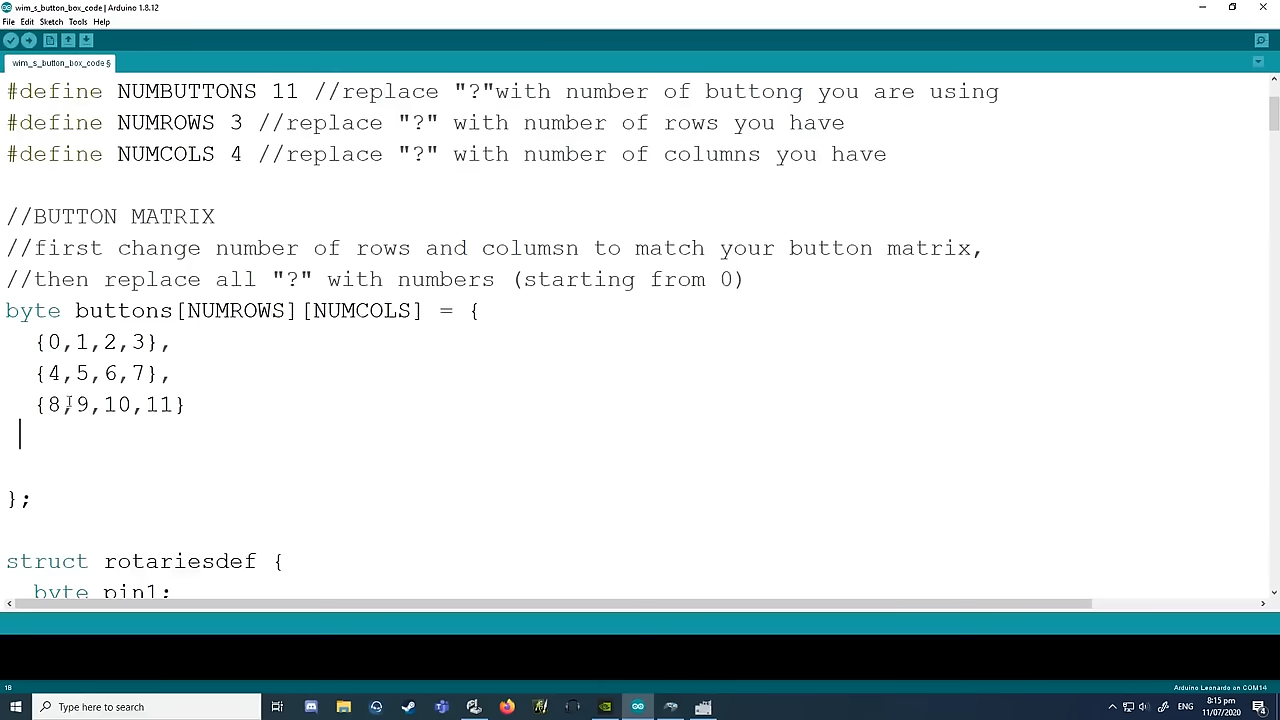 wim_s_button_box_code | Arduino 1.8.12
File Edit Sketch Tools Help
wim_s_button_box_code §
#define NUMBUTTONS 11 //replace "?"with number of buttong you are using
#define NUMROWS 3 //replace "?" with number of rows you have
#define NUMCOLS 4 //replace "?" with number of columns you have
//BUTTON MATRIX
//first change number of rows and columsn to match your button matrix,
//then replace all "?" with numbers (starting from 0)
byte buttons[NUMROWS][NUMCOLS] = {
{0,1,2,3},
{4,5,6,7},
{8,9,10,11}
};
struct rotariesdef {
byte pin1;
18
Arduino Leonardo on COM14
Type here to search
ENG
8:15 pm
11/07/2020